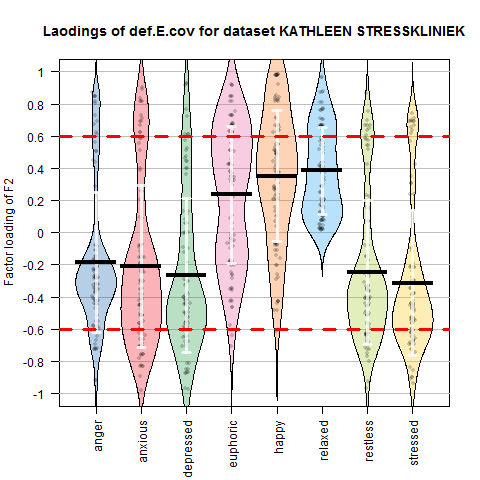 Laodings of def.E.cov for dataset KATHLEEN STRESSKLINIEK
Factor loading of F2
1
0.8
0.6
0.4
0.2
0
-0.2
-0.4
-0.6
-0.8
-1
anger
anxious
depressed
euphoric
happy
relaxed
restless
stressed